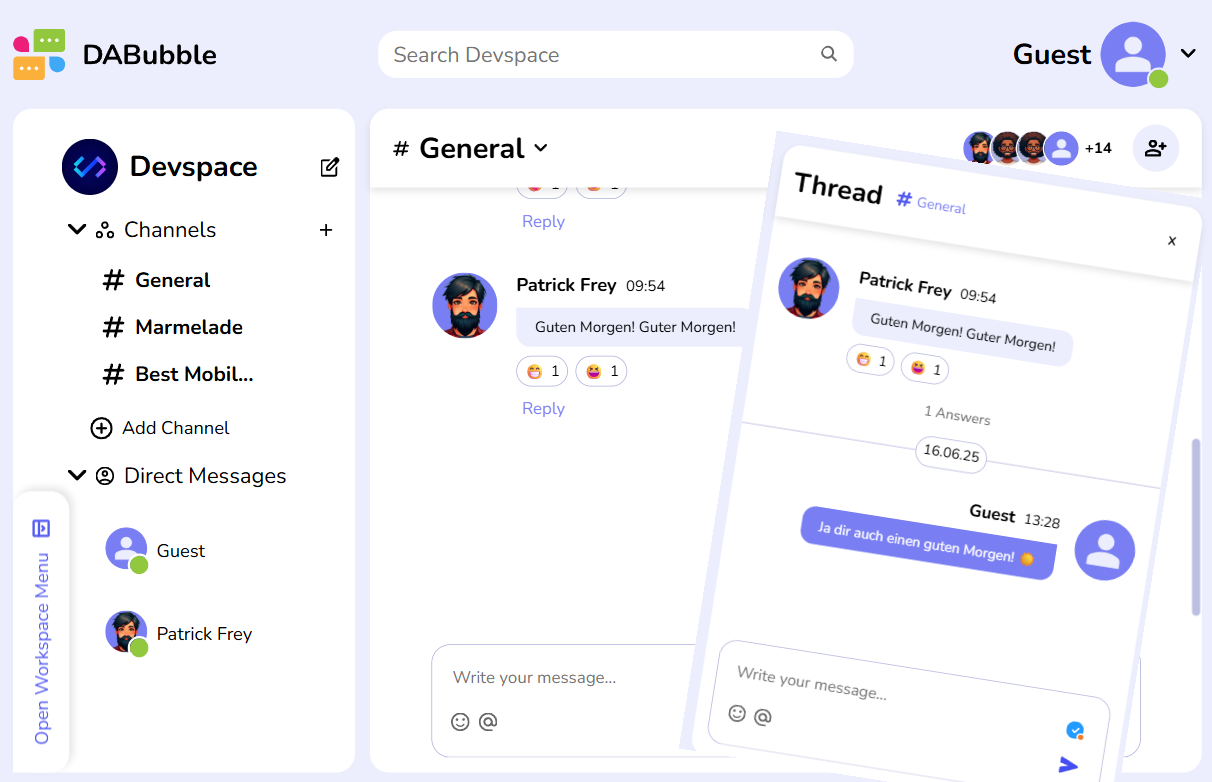 DABubble
Search Devspace
Guest
Devspace
Channels
+
# General
# Marmelade
# Best Mobil...
Add Channel
Direct Messages
Guest
Patrick Frey
Open Workspace Menu
# General
+14
1 1
Reply
Patrick Frey 09:54
Guten Morgen! Guter Morgen!
1 1
Reply
Write your message...
@
Thread # General
x
Patrick Frey 09:54
Guten Morgen! Guter Morgen!
1 1
1 Answers
16.06.25
Guest 13:28
Ja dir auch einen guten Morgen!
Write your message...
@